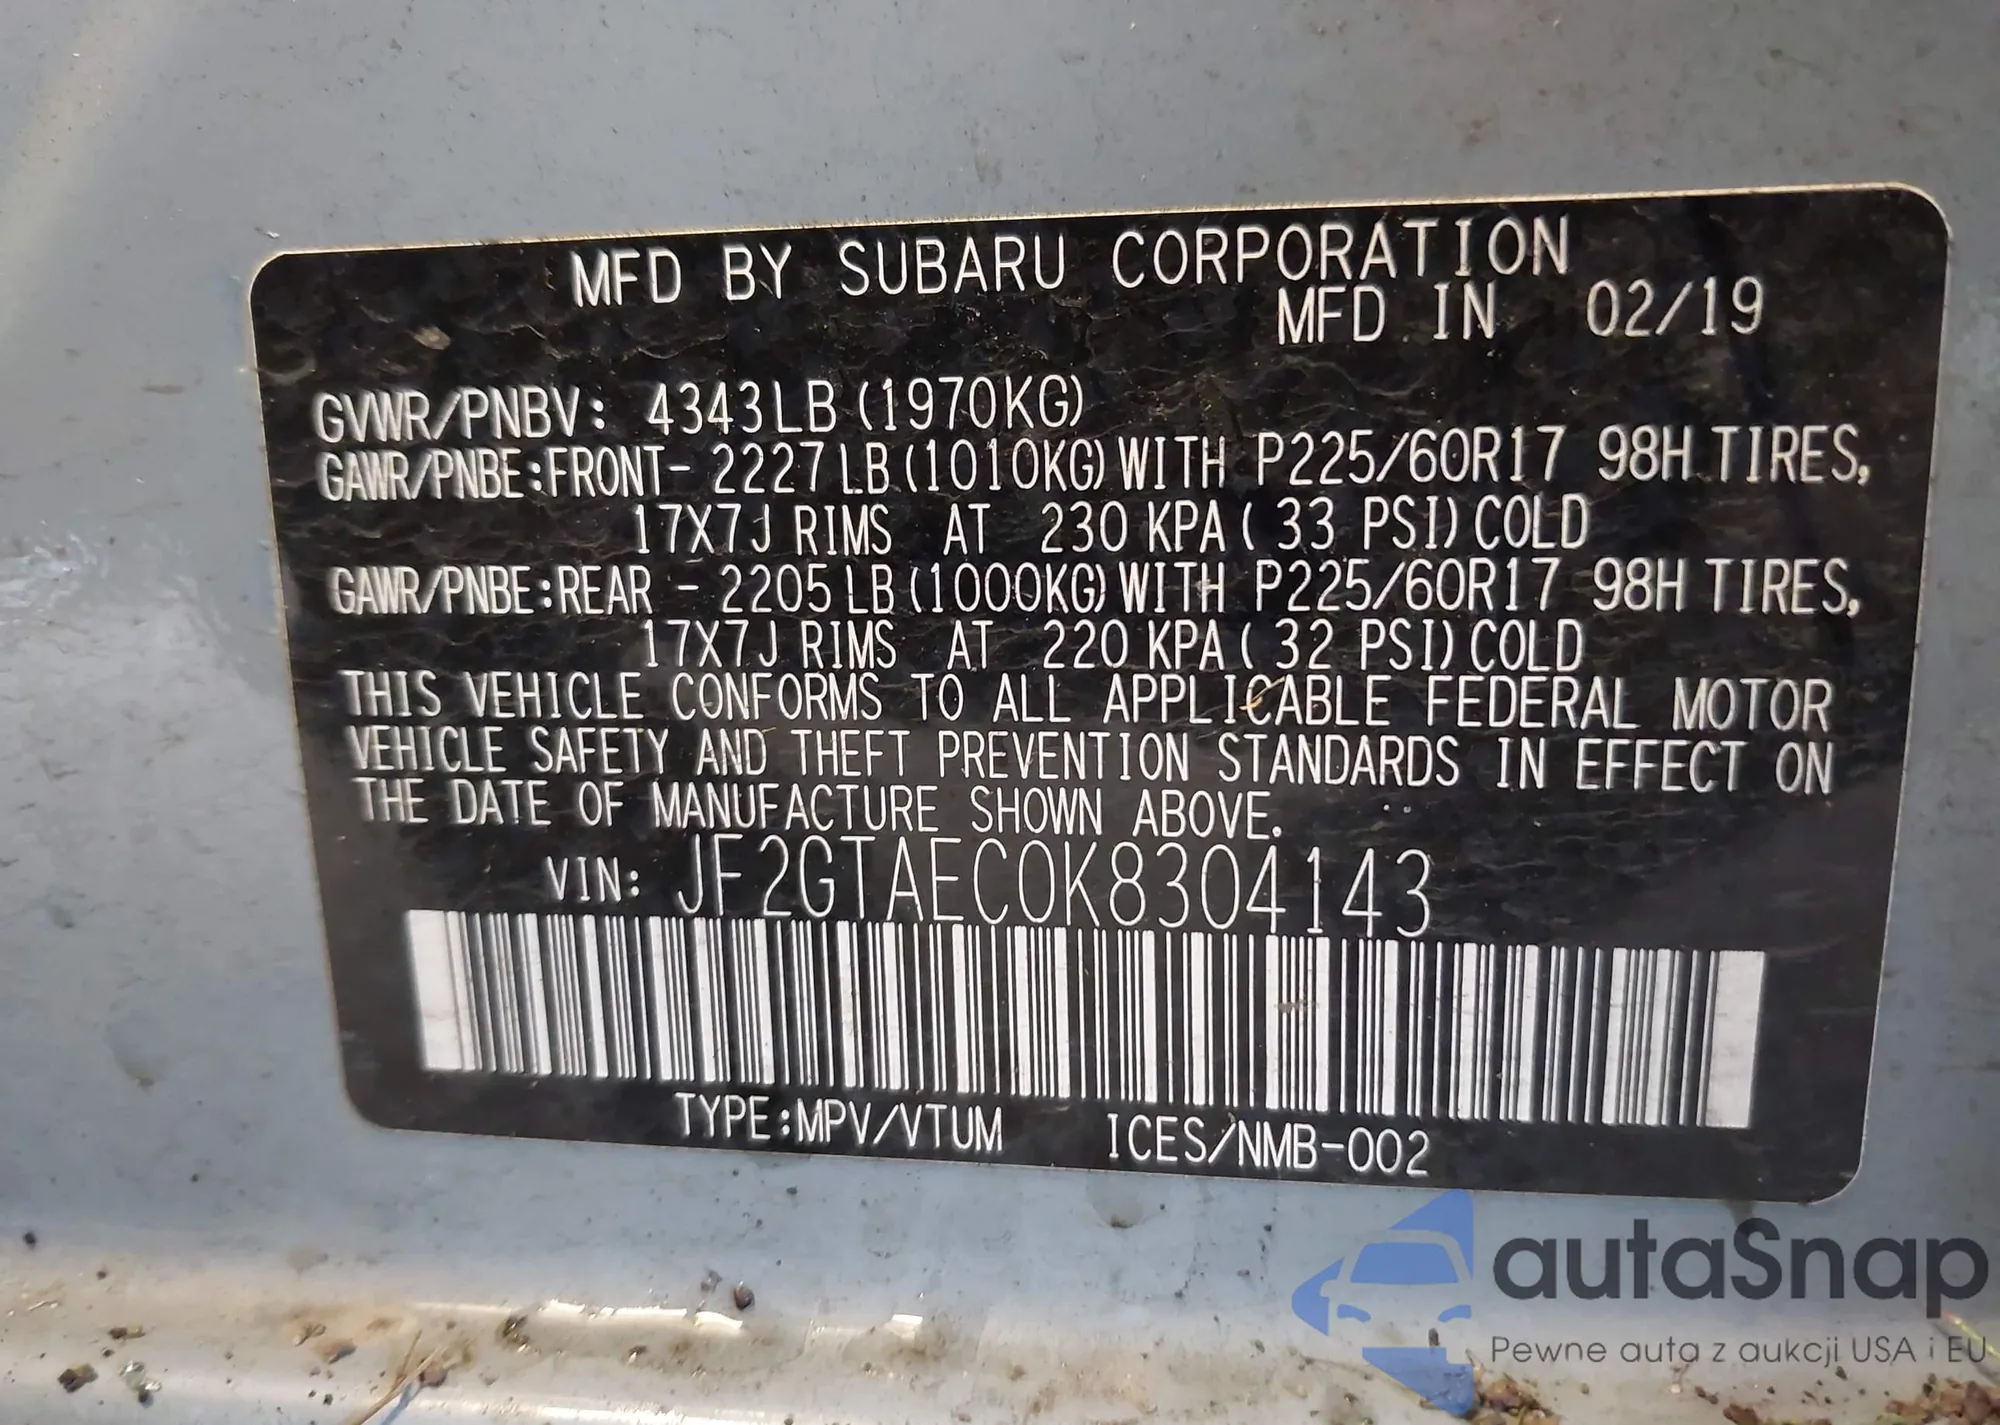 MFD BY SUBARU CORPORATION
MFD IN 02/19
GVWR/PNBV: 4343LB (1970KG)
GAWR/PNBE:FRONT- 2227LB (1010KG) WITH P225/60R17 98H TIRES,
17X7J RIMS AT 230 KPA ( 33 PSI) COLD
GAWR/PNBE:REAR - 2205LB (1000KG) WITH P225/60R17 98H TIRES,
17X7J RIMS AT 220 KPA ( 32 PSI) COLD
THIS VEHICLE CONFORMS TO ALL APPLICABLE FEDERAL MOTOR
VEHICLE SAFETY AND THEFT PREVENTION STANDARDS IN EFFECT ON
THE DATE OF MANUFACTURE SHOWN ABOVE.
VIN: JF2GTAEC0K8304143
TYPE:MPV/VTUM ICES/NMB-002
autaSnap
Pewne auta z aukcji USA i EU